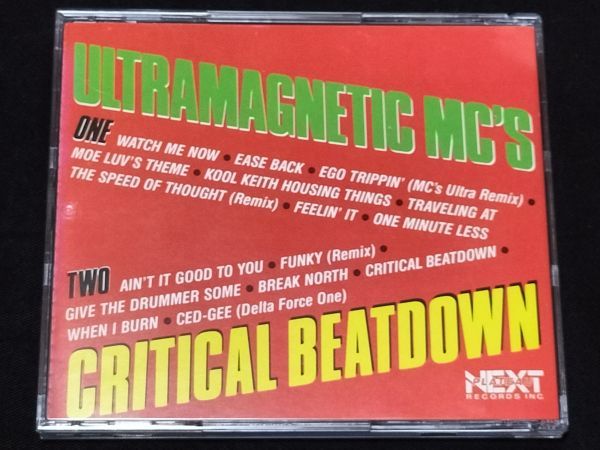 ULTRAMAGNETIC MC'S
ONE WATCH ME NOW • EASE BACK • EGO TRIPPIN' (MC's Ultra Remix) •
MOE LUV'S THEME • KOOL KEITH HOUSING THINGS • TRAVELING AT
THE SPEED OF THOUGHT (Remix) • FEELIN' IT • ONE MINUTE LESS
TWO AIN'T IT GOOD TO YOU • FUNKY (Remix) •
GIVE THE DRUMMER SOME • BREAK NORTH • CRITICAL BEATDOWN •
WHEN I BURN • CED-GEE (Delta Force One)
CRITICAL BEATDOWN
NEXT
PLATEAU
RECORDS INC.